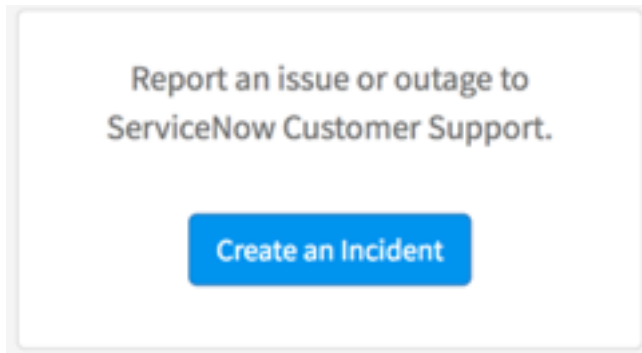 Report an issue or outage to
ServiceNow Customer Support.
Create an Incident